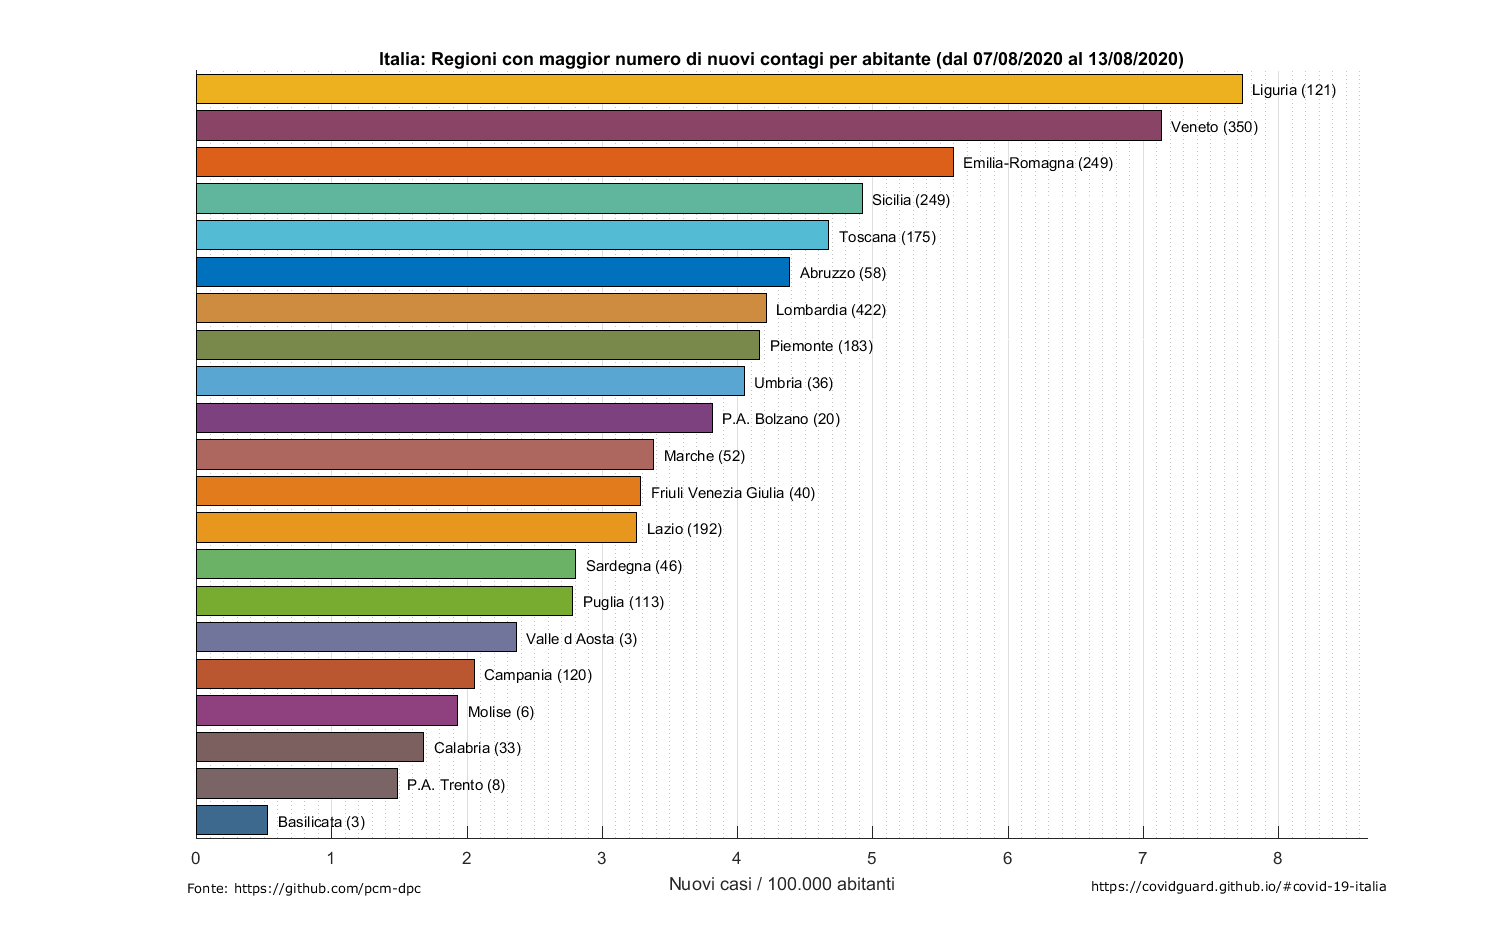 Italia: Regioni con maggior numero di nuovi contagi per abitante (dal 07/08/2020 al 13/08/2020)
Liguria (121)
Veneto (350)
Emilia-Romagna (249)
Sicilia (249)
Toscana (175)
Abruzzo (58)
Lombardia (422)
Piemonte (183)
Umbria (36)
P.A. Bolzano (20)
Marche (52)
Friuli Venezia Giulia (40)
Lazio (192)
Sardegna (46)
Puglia (113)
Valle d Aosta (3)
Campania (120)
Molise (6)
Calabria (33)
P.A. Trento (8)
Basilicata (3)
0 1 2 3 4 5 6 7 8
Nuovi casi / 100.000 abitanti
Fonte: https://github.com/pcm-dpc
https://covidguard.github.io/#covid-19-italia